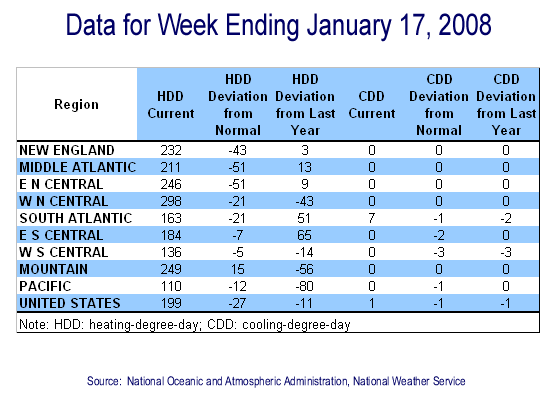 Data for Week Ending January 17, 2008
Region HDD Current HDD Deviation from Normal HDD Deviation from Last Year CDD Current CDD Deviation from Normal CDD Deviation from Last Year
NEW ENGLAND 232 -43 3 0 0 0
MIDDLE ATLANTIC 211 -51 13 0 0 0
E N CENTRAL 246 -51 9 0 0 0
W N CENTRAL 298 -21 -43 0 0 0
SOUTH ATLANTIC 163 -21 51 7 -1 -2
E S CENTRAL 184 -7 65 0 -2 0
W S CENTRAL 136 -5 -14 0 -3 -3
MOUNTAIN 249 15 -56 0 0 0
PACIFIC 110 -12 -80 0 -1 0
UNITED STATES 199 -27 -11 1 -1 -1
Note: HDD: heating-degree-day; CDD: cooling-degree-day
Source: National Oceanic and Atmospheric Administration, National Weather Service